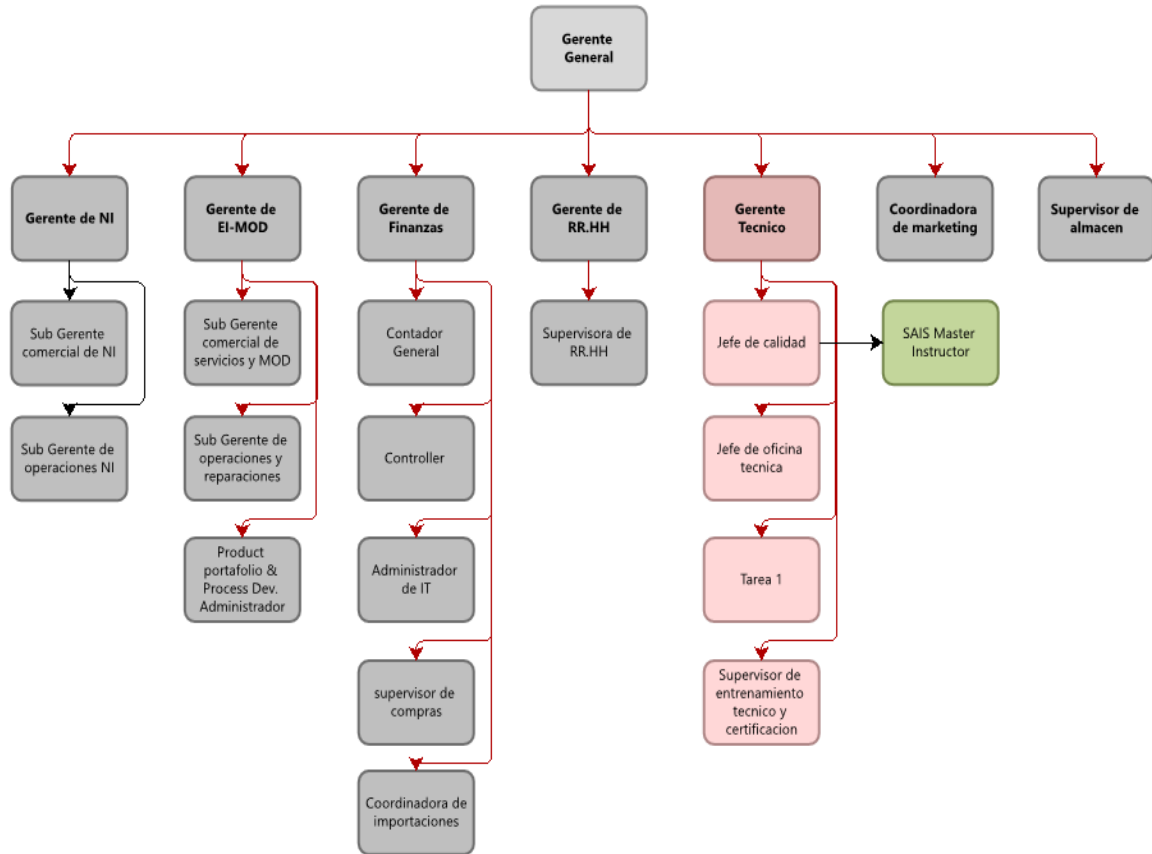 Gerente
General
Gerente de NI
Gerente de
EI-MOD
Gerente de
Finanzas
Gerente de
RR.HH
Gerente
Tecnico
Coordinadora
de marketing
Supervisor de
almacen
Sub Gerente
comercial de NI
Sub Gerente
comercial de
servicios y MOD
Contador
General
Supervisora de
RR.HH
Jefe de calidad
SAIS Master
Instructor
Sub Gerente de
operaciones NI
Sub Gerente de
operaciones y
reparaciones
Controller
Jefe de oficina
tecnica
Product
portafolio &
Process Dev.
Administrador
Administrador
de IT
Tarea 1
supervisor de
compras
Supervisor de
entrenamiento
tecnico y
certificacion
Coordinadora de
importaciones